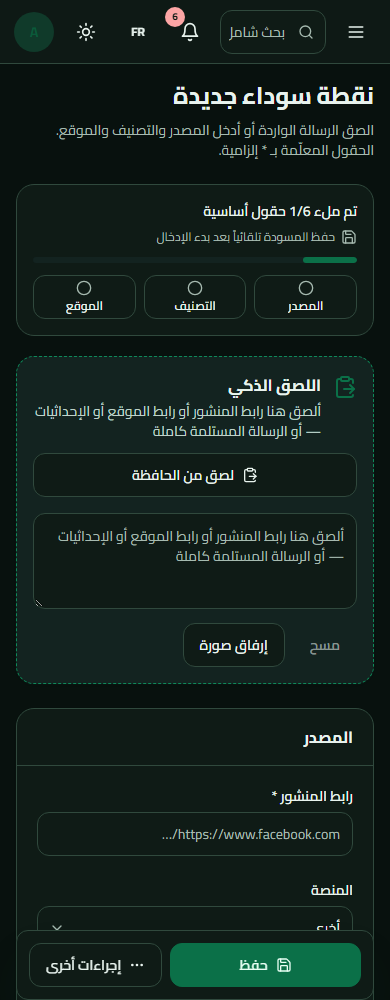 بحث شامل
6
FR
A
نقطة سوداء جديدة
الصق الرسالة الواردة أو أدخل المصدر والتصنيف والموقع.
الحقول المعلّمة بـ * إلزامية.
تم ملء 1/6 حقول أساسية
حفظ المسودة تلقائياً بعد بدء الإدخال
المصدر
التصنيف
الموقع
اللصق الذكي
ألصق هنا رابط المنشور أو رابط الموقع أو الإحداثيات
— أو الرسالة المستلمة كاملة
لصق من الحافظة
ألصق هنا رابط المنشور أو رابط الموقع أو الإحداثيات
— أو الرسالة المستلمة كاملة
مسح
إرفاق صورة
المصدر
رابط المنشور *
https://www.facebook.com/...
المنصة
أخرى
حفظ
إجراءات أخرى